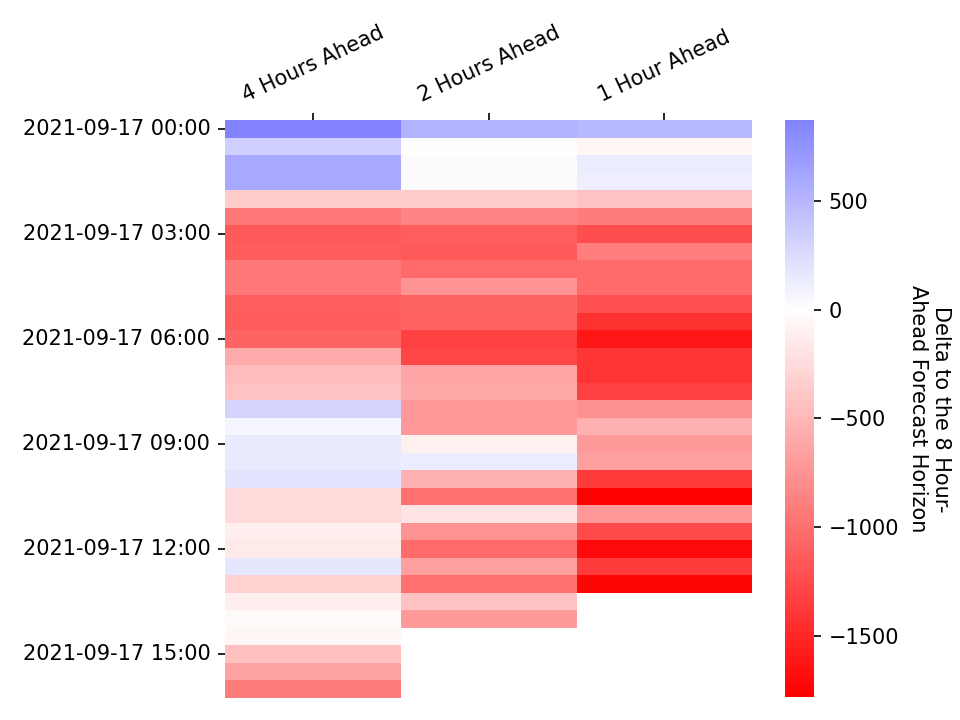 4 Hours Ahead
2 Hours Ahead
1 Hour Ahead
2021-09-17 00:00
2021-09-17 03:00
2021-09-17 06:00
2021-09-17 09:00
2021-09-17 12:00
2021-09-17 15:00
500
0
−500
−1000
−1500
Delta to the 8 Hour-
Ahead Forecast Horizon